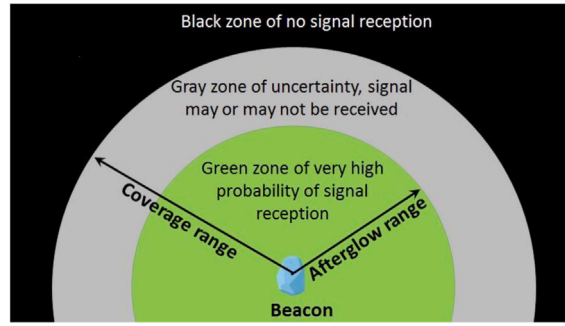 Black zone of no signal reception
Gray zone of uncertainty, signal
may or may not be received
Green zone of very high
probability of signal
reception
Coverage range
Afterglow range
Beacon